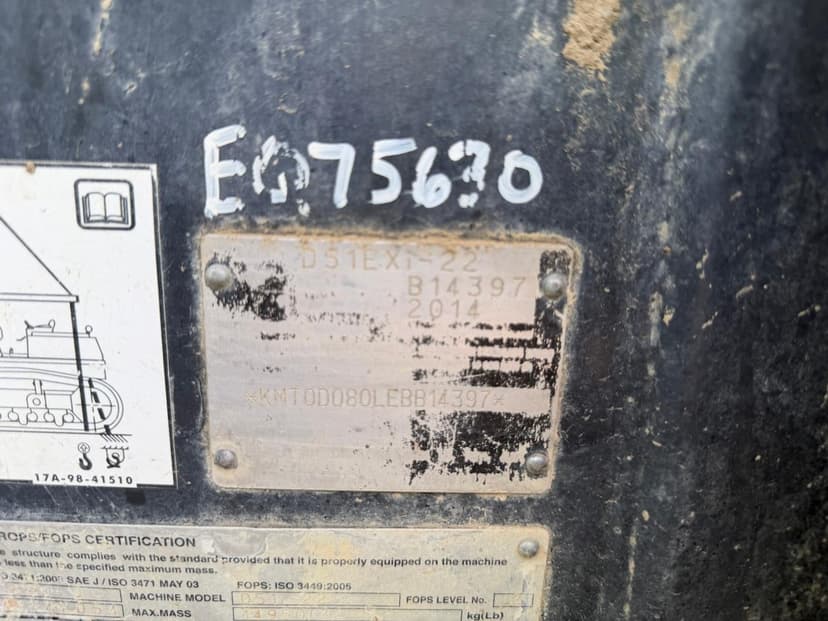 EQ75630
D51EXi-22
B14397
2014
*KMT0D080LEBB14397*
17A-98-41510
ROPS/FOPS CERTIFICATION
structure complies with the standard provided that it is properly equipped on the machine
less than the specified maximum mass.
SAE J / ISO 3471 MAY 03 FOPS: ISO 3449:2005
MACHINE MODEL FOPS LEVEL No.
MAX.MASS kg(Lb)